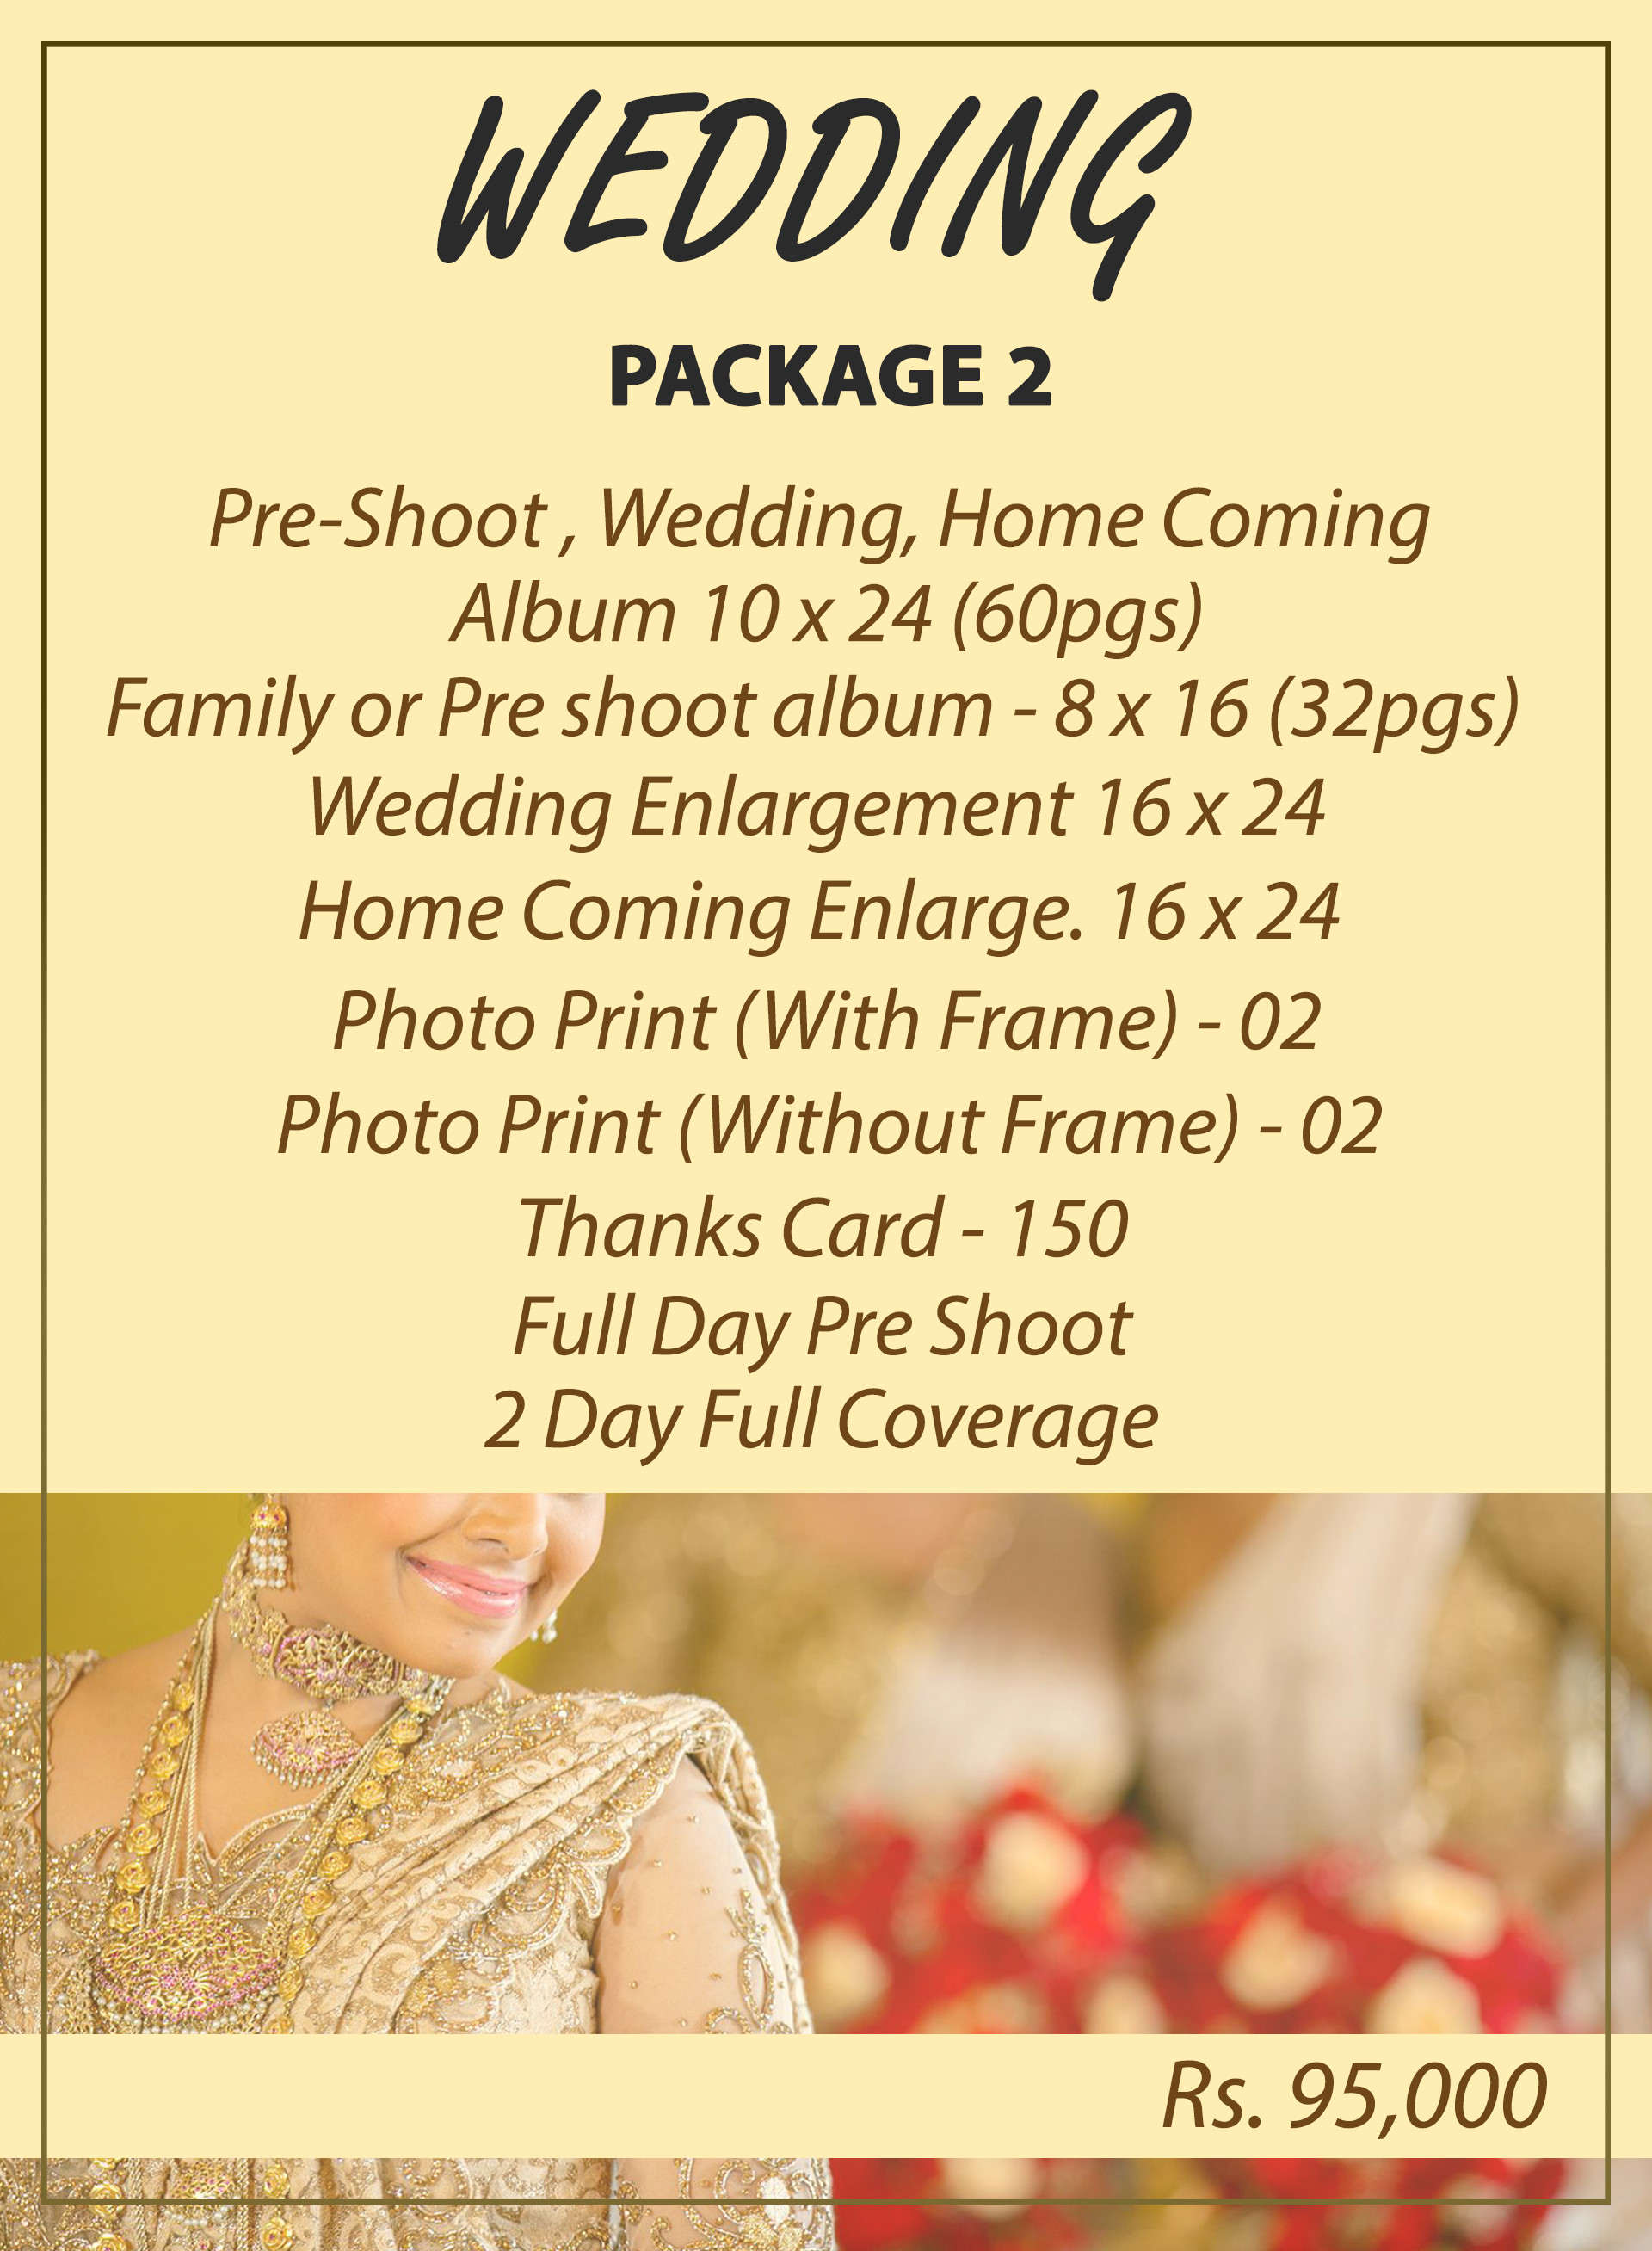 WEDDING
PACKAGE 2
Pre-Shoot , Wedding, Home Coming
Album 10 x 24 (60pgs)
Family or Pre shoot album - 8 x 16 (32pgs)
Wedding Enlargement 16 x 24
Home Coming Enlarge. 16 x 24
Photo Print (With Frame) - 02
Photo Print (Without Frame) - 02
Thanks Card - 150
Full Day Pre Shoot
2 Day Full Coverage
Rs. 95,000